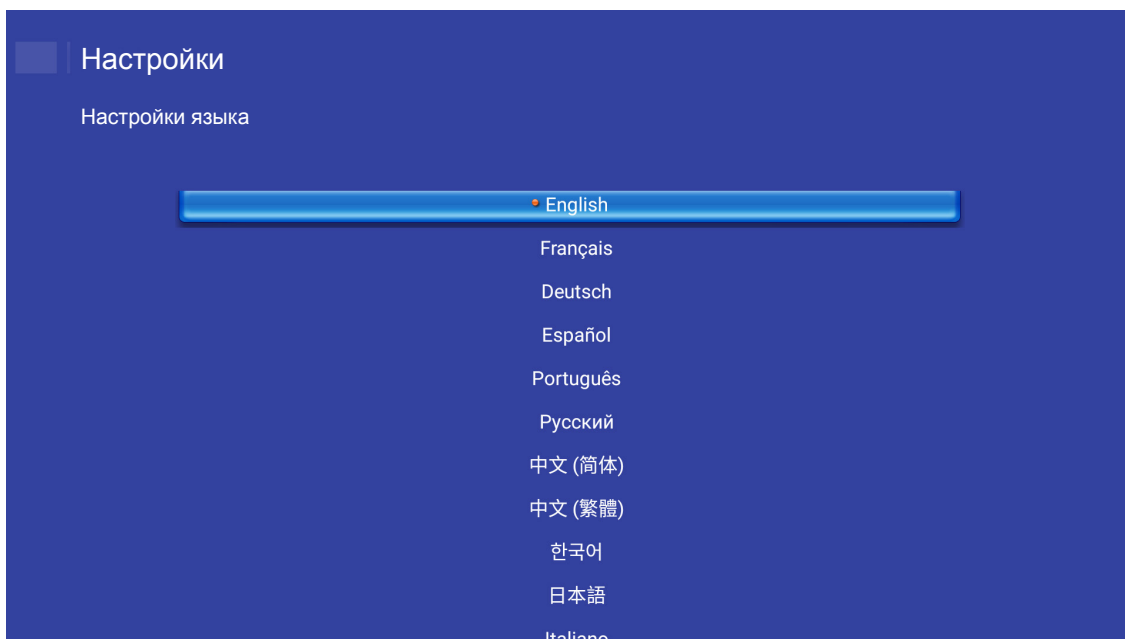 Настройки
Настройки языка
English
Français
Deutsch
Español
Português
Русский
中文 (简体)
中文 (繁體)
한국어
日本語
Italiano